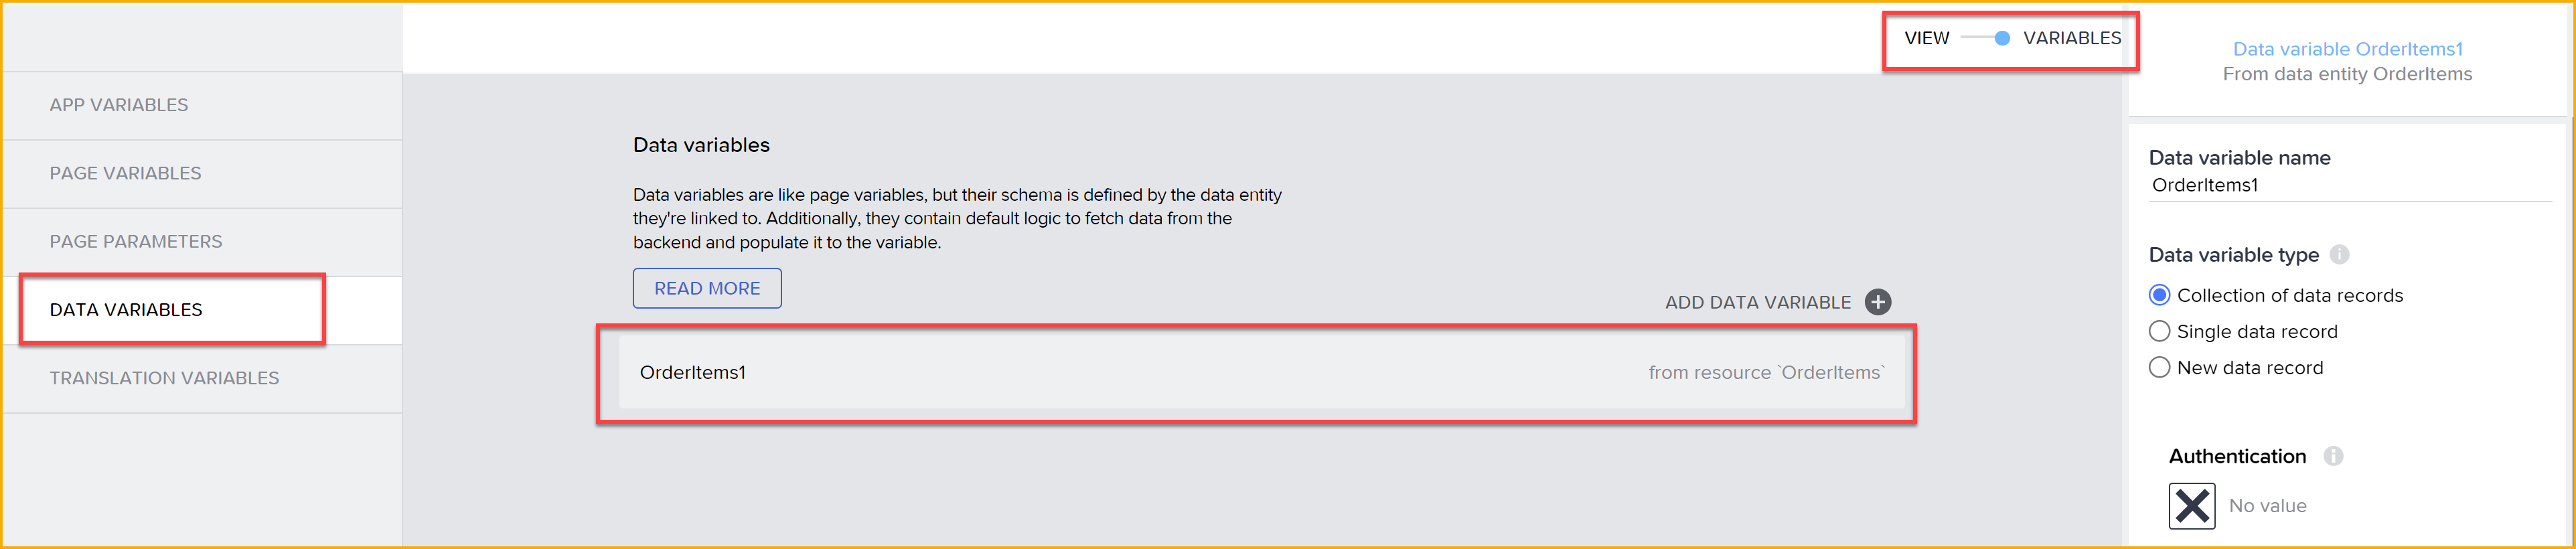 APP VARIABLES
PAGE VARIABLES
PAGE PARAMETERS
DATA VARIABLES
TRANSLATION VARIABLES
VIEW VARIABLES
Data variables
Data variables are like page variables, but their schema is defined by the data entity
they're linked to. Additionally, they contain default logic to fetch data from the
backend and populate it to the variable.
READ MORE
ADD DATA VARIABLE
OrderItems1 from resource `OrderItems`
Data variable OrderItems1
From data entity OrderItems
Data variable name
OrderItems1
Data variable type
Collection of data records
Single data record
New data record
Authentication
No value